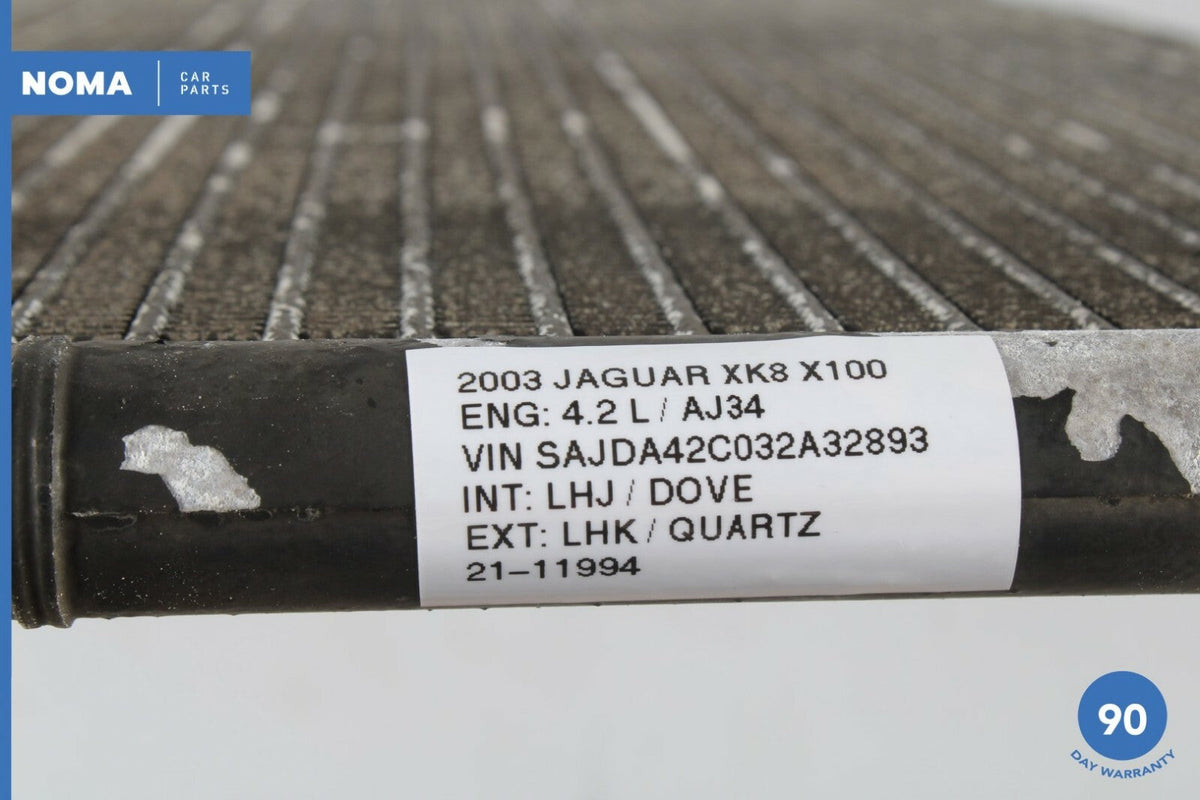 NOMA
CAR
PARTS
2003 JAGUAR XK8 X100
ENG: 4.2 L / AJ34
VIN SAJDA42C032A32893
INT: LHJ / DOVE
EXT: LHK / QUARTZ
21-11994
90
DAY WARRANTY